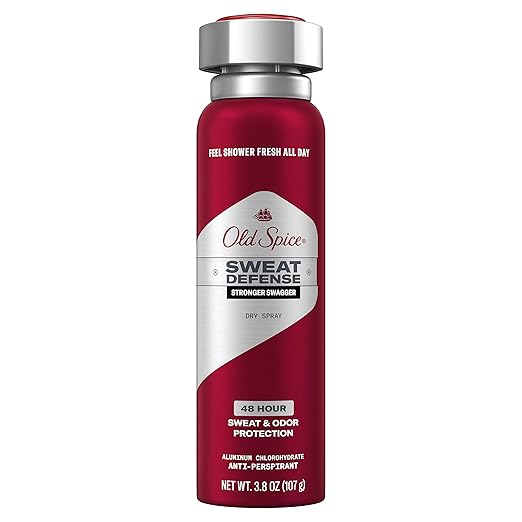 FEEL SHOWER FRESH ALL DAY
Old Spice®
SWEAT
DEFENSE
STRONGER SWAGGER
DRY SPRAY
48 HOUR
SWEAT & ODOR
PROTECTION
ALUMINUM CHLOROHYDRATE
ANTI-PERSPIRANT
NET WT. 3.8 OZ (107 g)